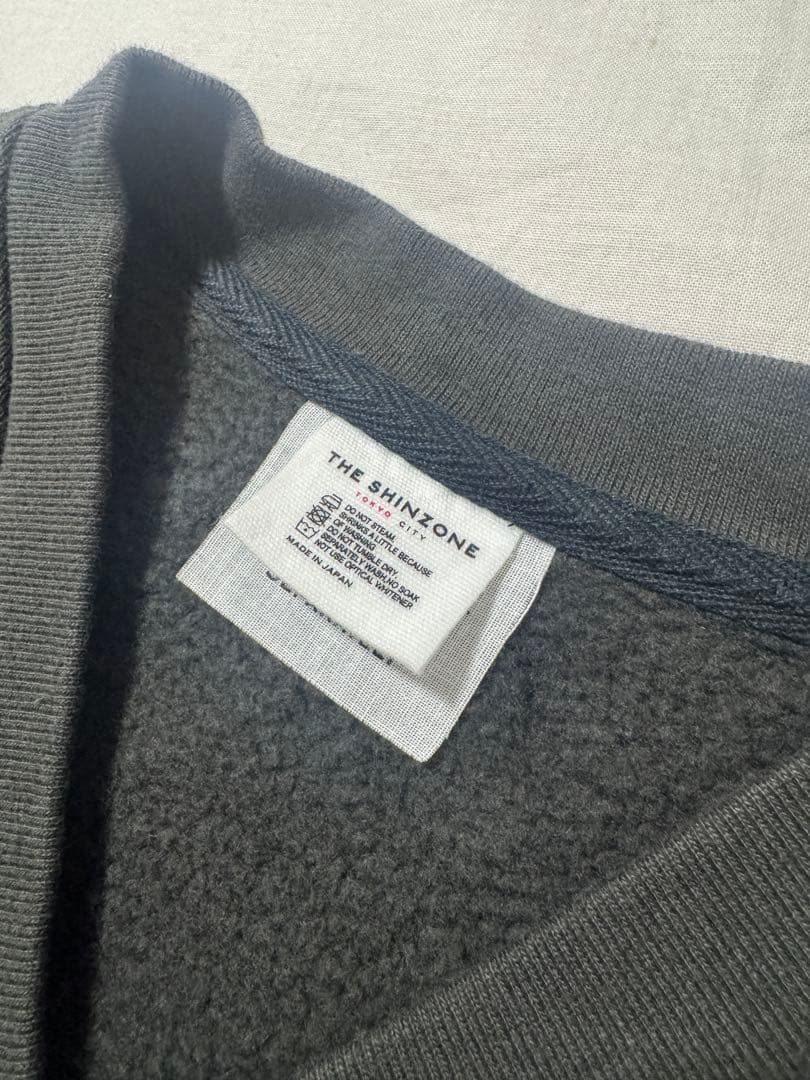 THE SHINZONE
TOKYO CITY
DO NOT STEAM.
SHRINKS A LITTLE BECAUSE
OF WASHING
DO NOT TUMBLE DRY.
SEPARATELY WASH,NO SOAK
NOT USE OPTICAL WHITENER
MADE IN JAPAN